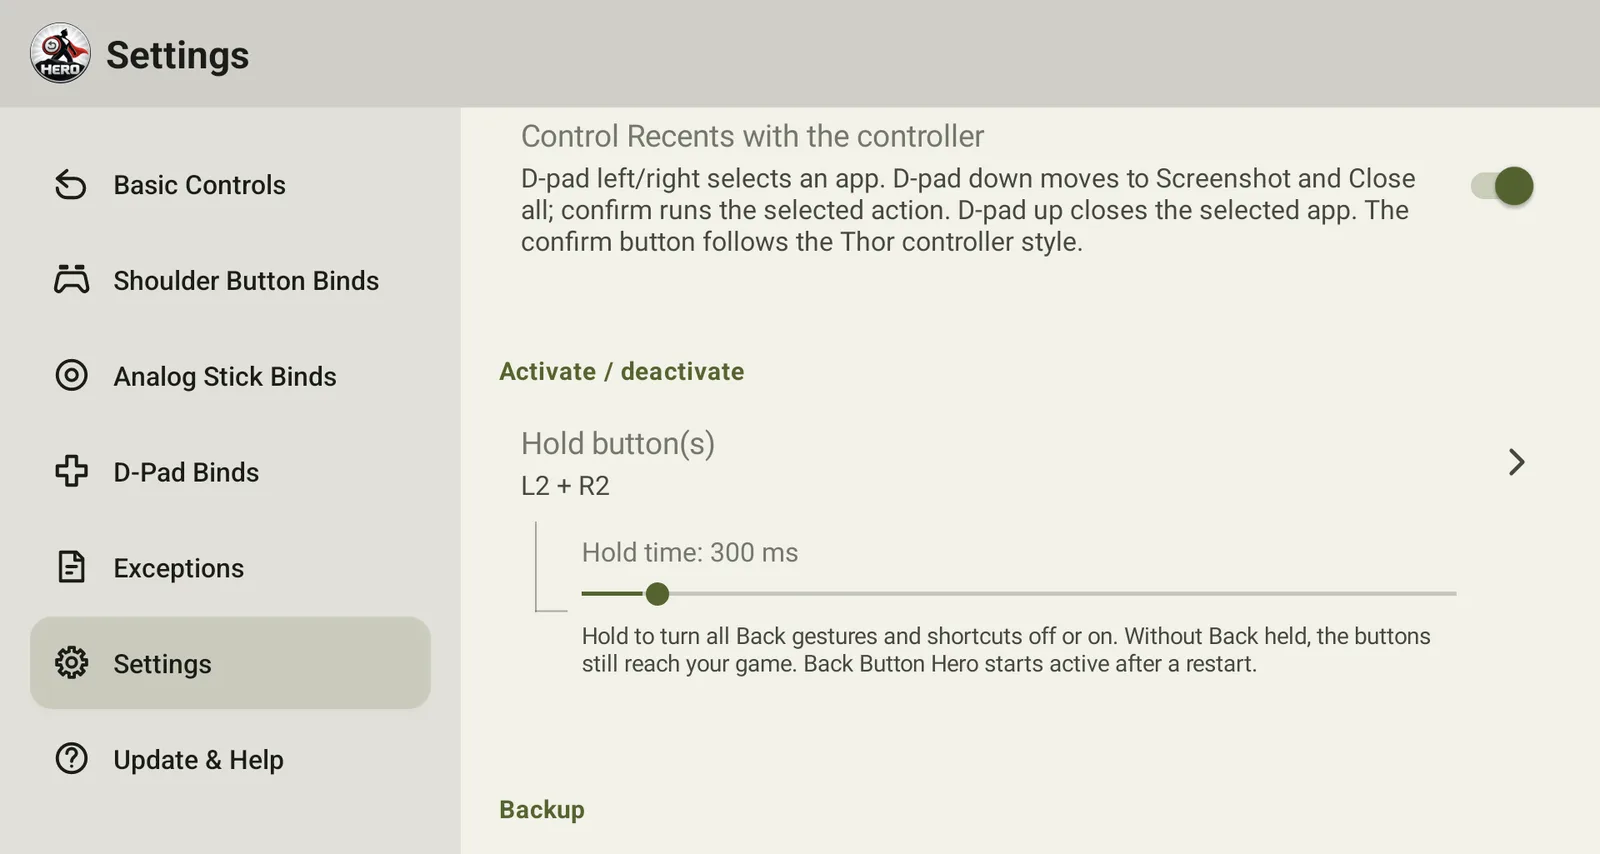 HERO
Settings
Basic Controls
Shoulder Button Binds
Analog Stick Binds
D-Pad Binds
Exceptions
Settings
Update & Help
Control Recents with the controller
D-pad left/right selects an app. D-pad down moves to Screenshot and Close
all; confirm runs the selected action. D-pad up closes the selected app. The
confirm button follows the Thor controller style.
Activate / deactivate
Hold button(s)
L2 + R2
Hold time: 300 ms
Hold to turn all Back gestures and shortcuts off or on. Without Back held, the buttons
still reach your game. Back Button Hero starts active after a restart.
Backup